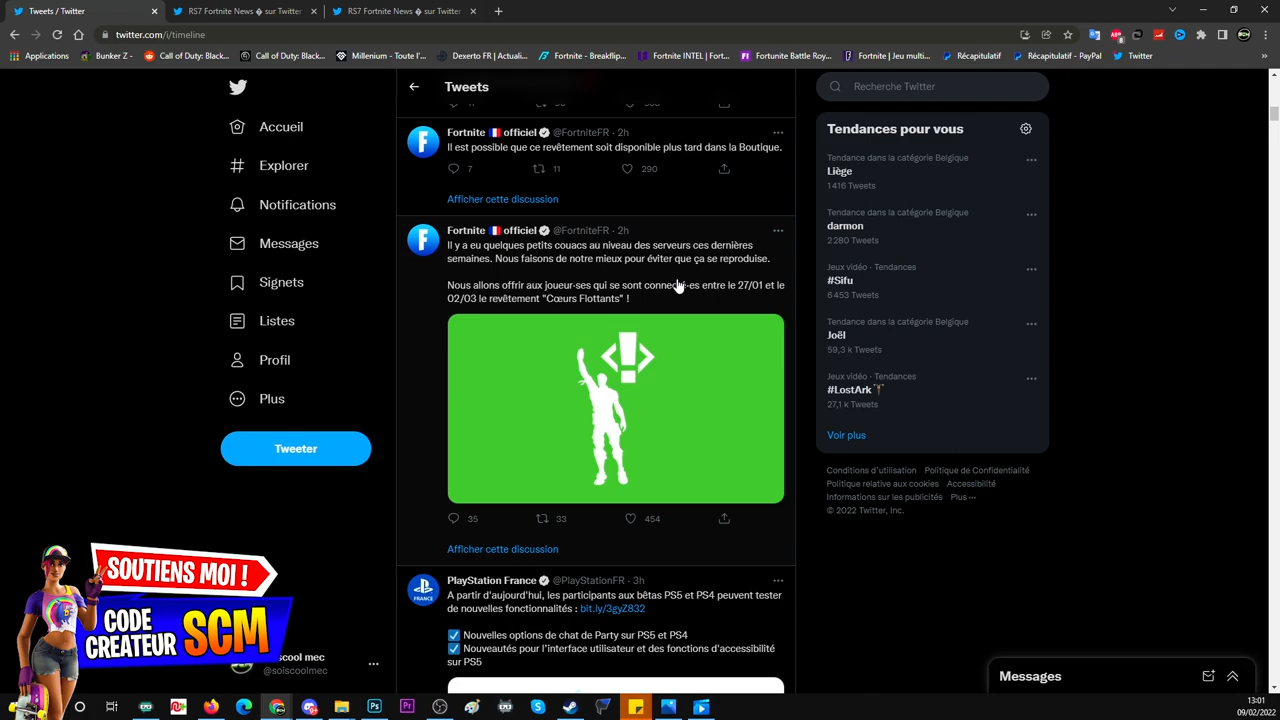 Tweets / Twitter
RS7 Fortnite News � sur Twitter
RS7 Fortnite News � sur Twitter
twitter.com/i/timeline
Applications
Bunker Z -
Call of Duty: Black...
Call of Duty: Black...
Millenium - Toute l'...
Dexerto FR | Actuali...
Fortnite - Breakflip...
Fortnite INTEL | Fort...
Fortunite Battle Roy...
Fortnite | Jeu multi...
Récapitulatif
Récapitulatif - PayPal
Twitter
»
Tweets
Recherche Twitter
Accueil
Explorer
Notifications
Messages
Signets
Listes
Profil
Plus
Tweeter
Fortnite 🇫🇷 officiel @FortniteFR · 2h
Il est possible que ce revêtement soit disponible plus tard dans la Boutique.
7 11 290
Afficher cette discussion
Fortnite 🇫🇷 officiel @FortniteFR · 2h
Il y a eu quelques petits couacs au niveau des serveurs ces dernières
semaines. Nous faisons de notre mieux pour éviter que ça se reproduise.
Nous allons offrir aux joueur·ses qui se sont connecté·es entre le 27/01 et le
02/03 le revêtement "Cœurs Flottants" !
35 33 454
Afficher cette discussion
PlayStation France @PlayStationFR · 3h
A partir d'aujourd'hui, les participants aux bêtas PS5 et PS4 peuvent tester
de nouvelles fonctionnalités : bit.ly/3gyZ832
Nouvelles options de chat de Party sur PS5 et PS4
Nouveautés pour l'interface utilisateur et des fonctions d'accessibilité
sur PS5
Tendances pour vous
Tendance dans la catégorie Belgique
Liège
1 416 Tweets
Tendance dans la catégorie Belgique
darmon
2 280 Tweets
Jeux vidéo · Tendances
#Sifu
6 453 Tweets
Tendance dans la catégorie Belgique
Joël
59,3 k Tweets
Jeux vidéo · Tendances
#LostArk
27,1 k Tweets
Voir plus
Conditions d'utilisation Politique de Confidentialité
Politique relative aux cookies Accessibilité
Informations sur les publicités Plus ···
© 2022 Twitter, Inc.
SOUTIENS MOI !
CODE
CREATEUR SCM
soiscool mec
@soiscoolmec
FRANCE
Messages
13:01
09/02/2022